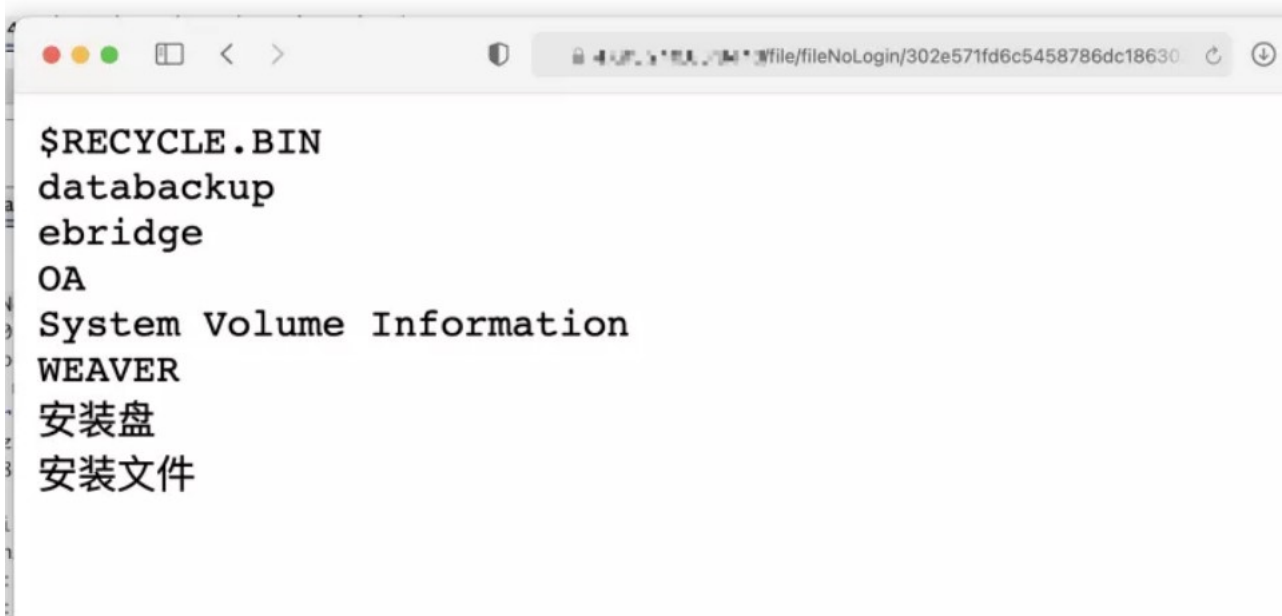 /file/fileNoLogin/302e571fd6c5458786dc18630
$RECYCLE.BIN
databackup
ebridge
OA
System Volume Information
WEAVER
安装盘
安装文件